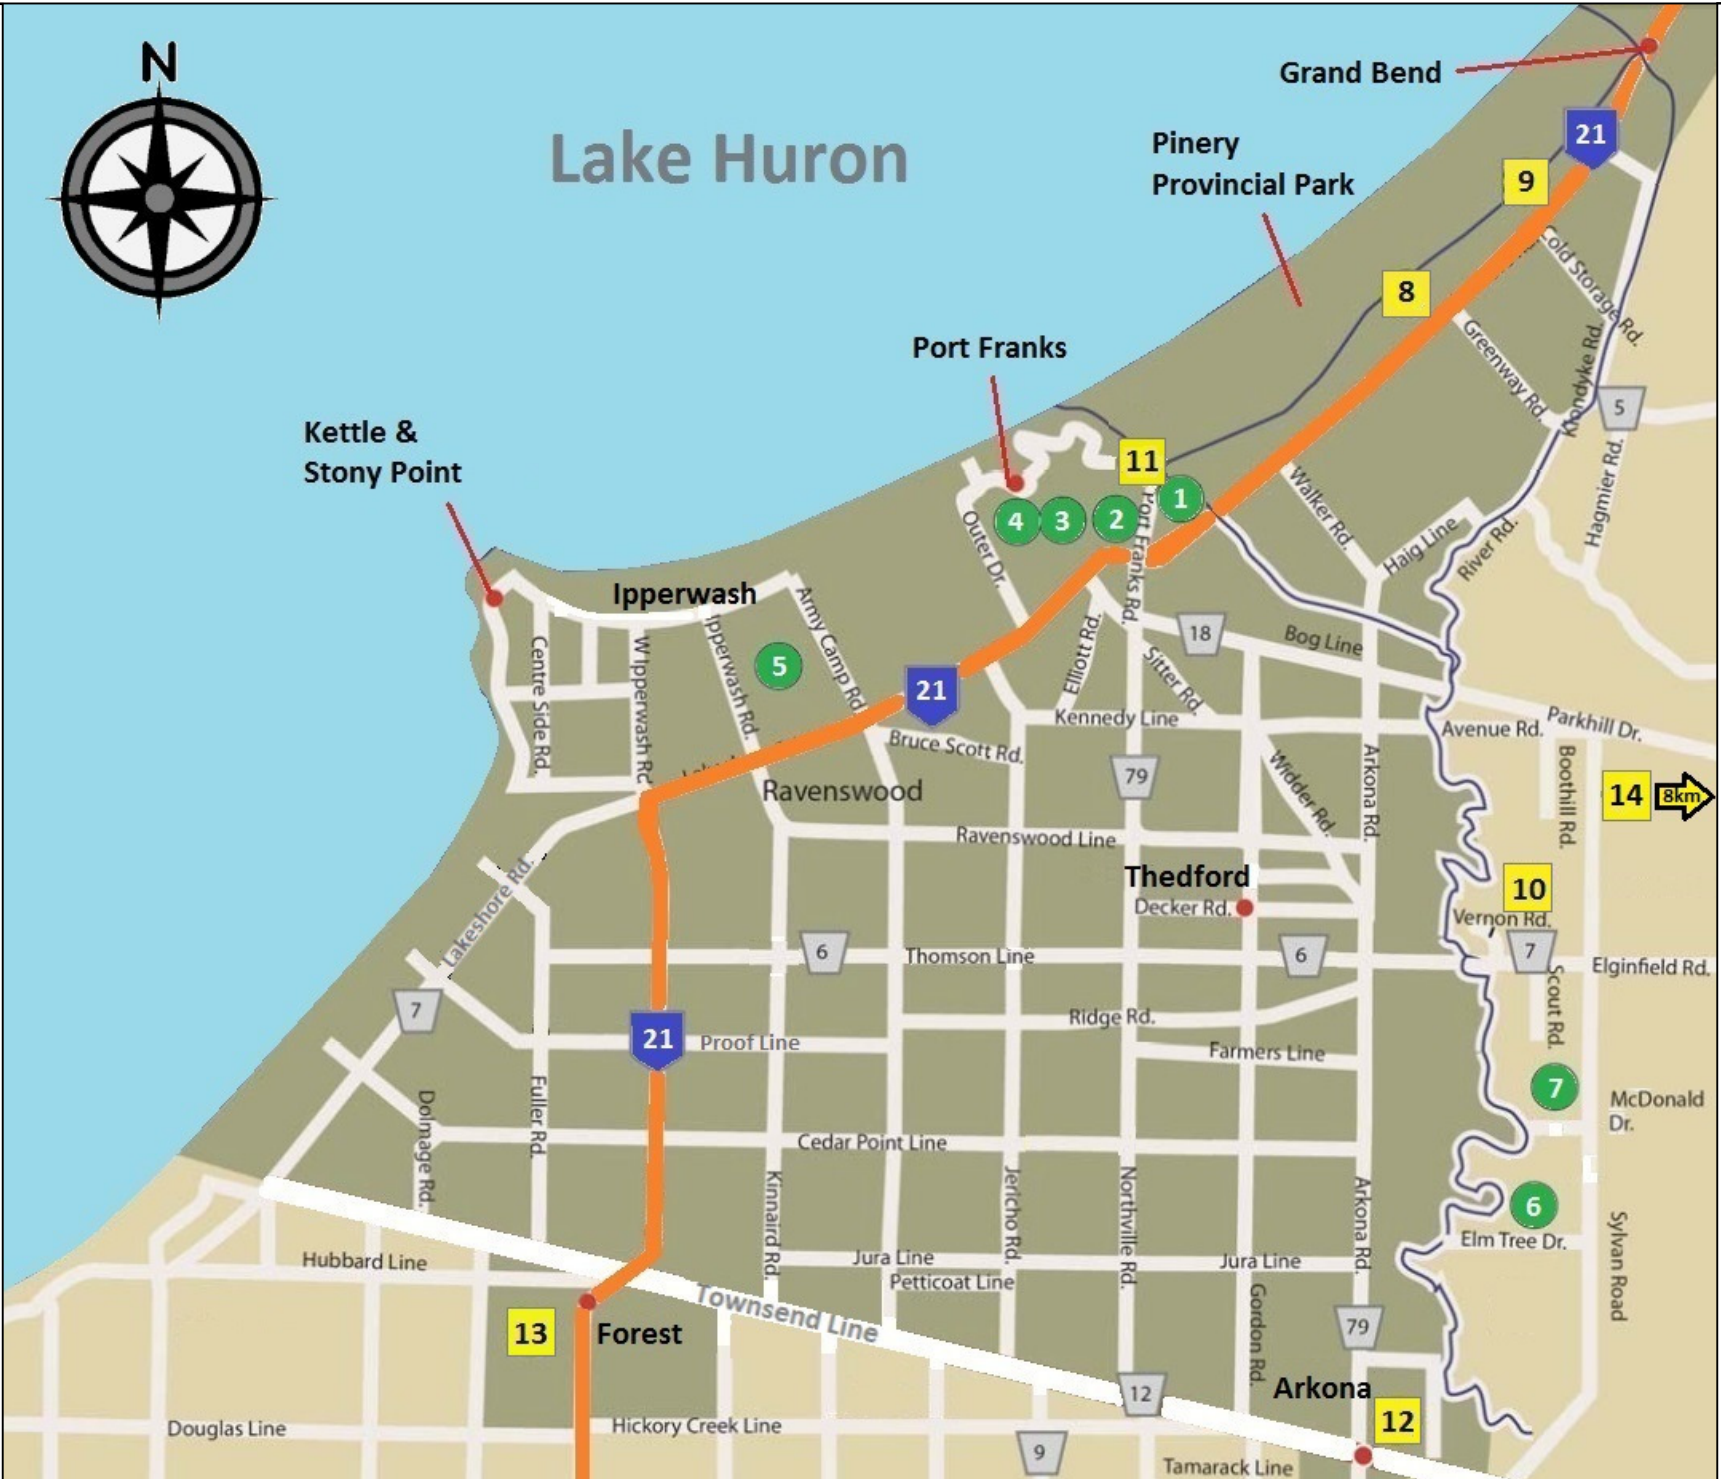 N
Grand Bend
Lake Huron
21
Pinery
Provincial Park
9
Cold Storage Rd.
8
Greenway Rd.
Klondyke Rd.
5
Port Franks
Kettle &
Stony Point
Hagmier Rd.
11
1
2
3
4
Port Franks Rd.
Walker Rd.
Haig Line
River Rd.
Outer Dr.
Ipperwash
Army Camp Rd.
Ipperwash Rd.
5
Centre Side Rd.
W Ipperwash Rd.
18
Bog Line
Elliott Rd.
Sitter Rd.
21
Kennedy Line
Bruce Scott Rd.
Avenue Rd.
Parkhill Dr.
79
Widder Rd.
Arkona Rd.
Boothill Rd.
14
8km
Ravenswood
Ravenswood Line
Thedford
Decker Rd.
10
Vernon Rd.
Lakeshore Rd.
6
Thomson Line
6
7
Elginfield Rd.
Scout Rd.
7
21
Proof Line
Ridge Rd.
Farmers Line
7
McDonald
Dr.
Dolmage Rd.
Fuller Rd.
Cedar Point Line
Kinnaird Rd.
Jericho Rd.
Northville Rd.
Arkona Rd.
6
Elm Tree Dr.
Sylvan Road
Hubbard Line
Jura Line
Jura Line
Petticoat Line
Townsend Line
Gordon Rd.
79
13
Forest
12
Arkona
12
Douglas Line
Hickory Creek Line
9
Tamarack Line